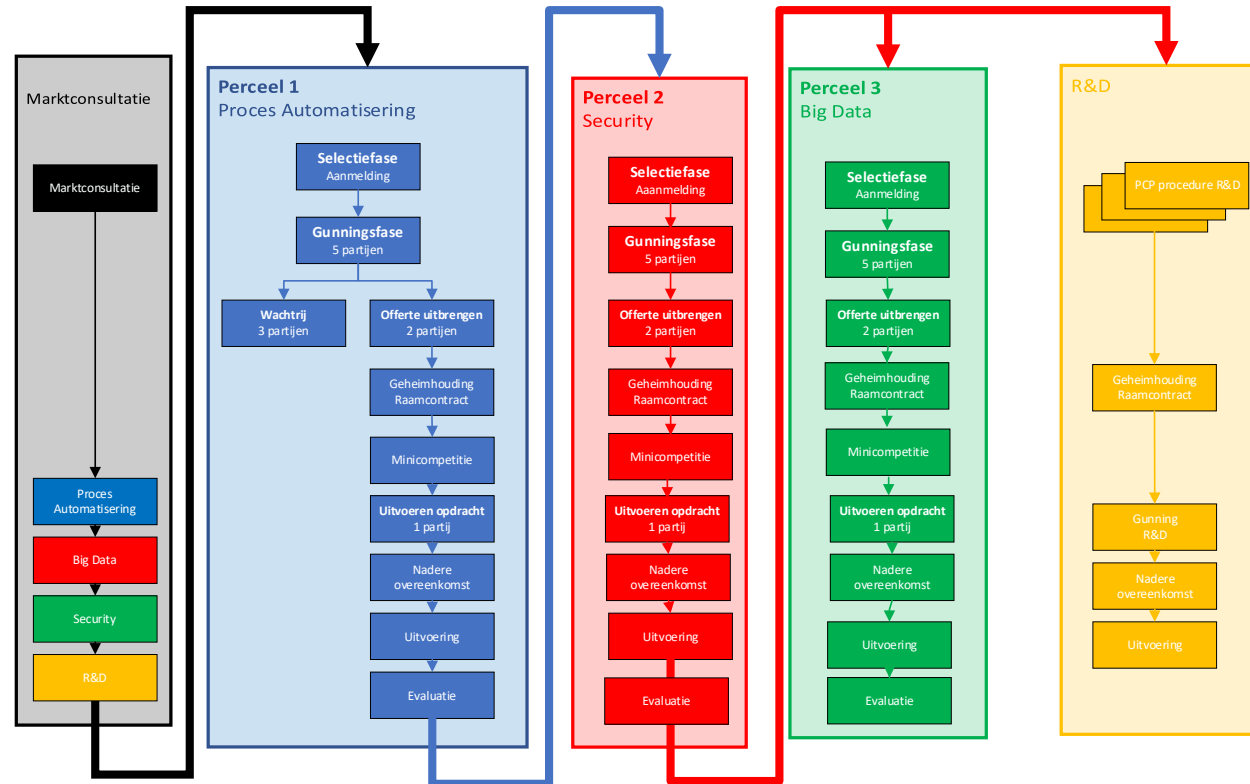 Marktconsultatie
Marktconsultatie
Proces
Automatisering
Big Data
Security
R&D
Perceel 1
Proces Automatisering
Selectiefase
Aanmelding
Gunningsfase
5 partijen
Wachtrij
3 partijen
Offerte uitbrengen
2 partijen
Geheimhouding
Raamcontract
Minicompetitie
Uitvoeren opdracht
1 partij
Nadere
overeenkomst
Uitvoering
Evaluatie
Perceel 2
Security
Selectiefase
Aaanmelding
Gunningsfase
5 partijen
Offerte uitbrengen
2 partijen
Geheimhouding
Raamcontract
Minicompetitie
Uitvoeren opdracht
1 partij
Nadere
overeenkomst
Uitvoering
Evaluatie
Perceel 3
Big Data
Selectiefase
Aanmelding
Gunningsfase
5 partijen
Offerte uitbrengen
2 partijen
Geheimhouding
Raamcontract
Minicompetitie
Uitvoeren opdracht
1 partij
Nadere
overeenkomst
Uitvoering
Evaluatie
R&D
PCP procedure R&D
Geheimhouding
Raamcontract
Gunning
R&D
Nadere
overeenkomst
Uitvoering